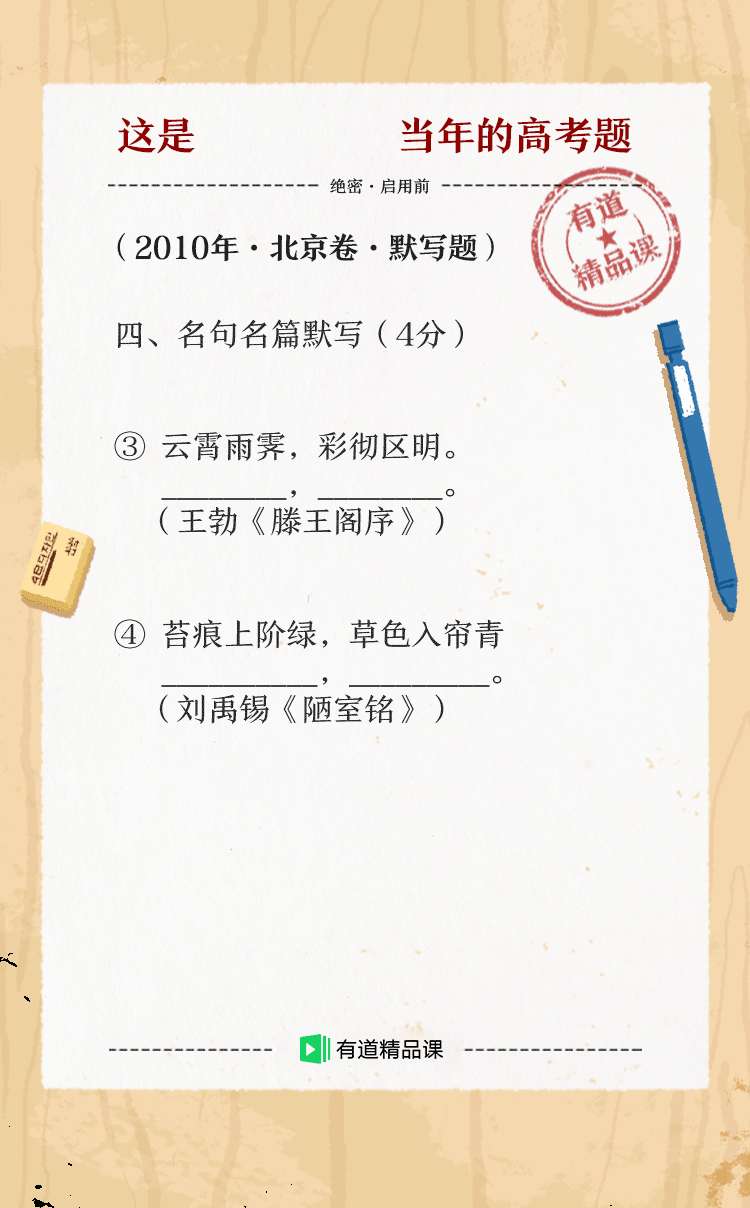 这是 当年的高考题
绝密·启用前
有道
精品课
（2010年·北京卷·默写题）
四、名句名篇默写（4分）
③ 云霄雨霁，彩彻区明。
________，________。
（王勃《滕王阁序》）
④ 苔痕上阶绿，草色入帘青
__________，_________。
（刘禹锡《陋室铭》）
有道精品课